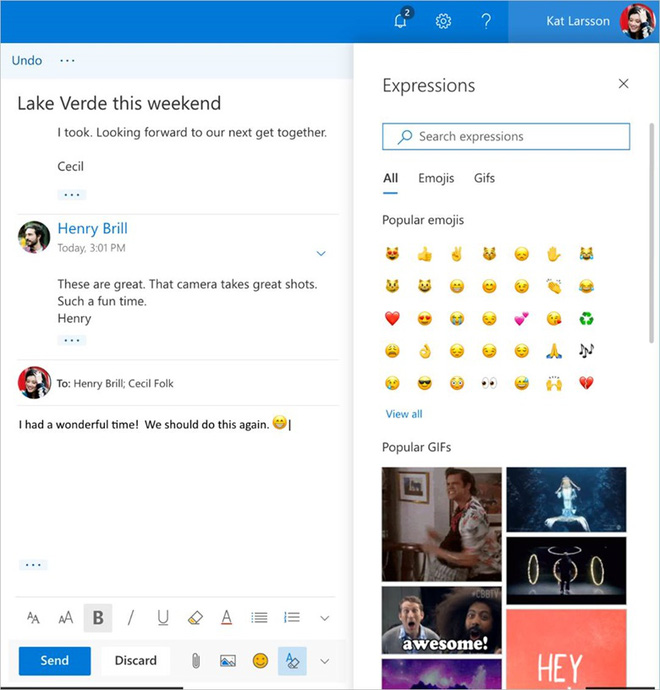 2
?
Kat Larsson
Undo
...
Lake Verde this weekend
I took. Looking forward to our next get together.
Cecil
...
Henry Brill
Today, 3:01 PM
These are great. That camera takes great shots.
Such a fun time.
Henry
...
To: Henry Brill; Cecil Folk
I had a wonderful time! We should do this again. 😁
...
AA
AA
B
I
U
A
Send
Discard
A
Expressions
Search expressions
All
Emojis
Gifs
Popular emojis
View all
Popular GIFs
#CBBTV
awesome!
HEY